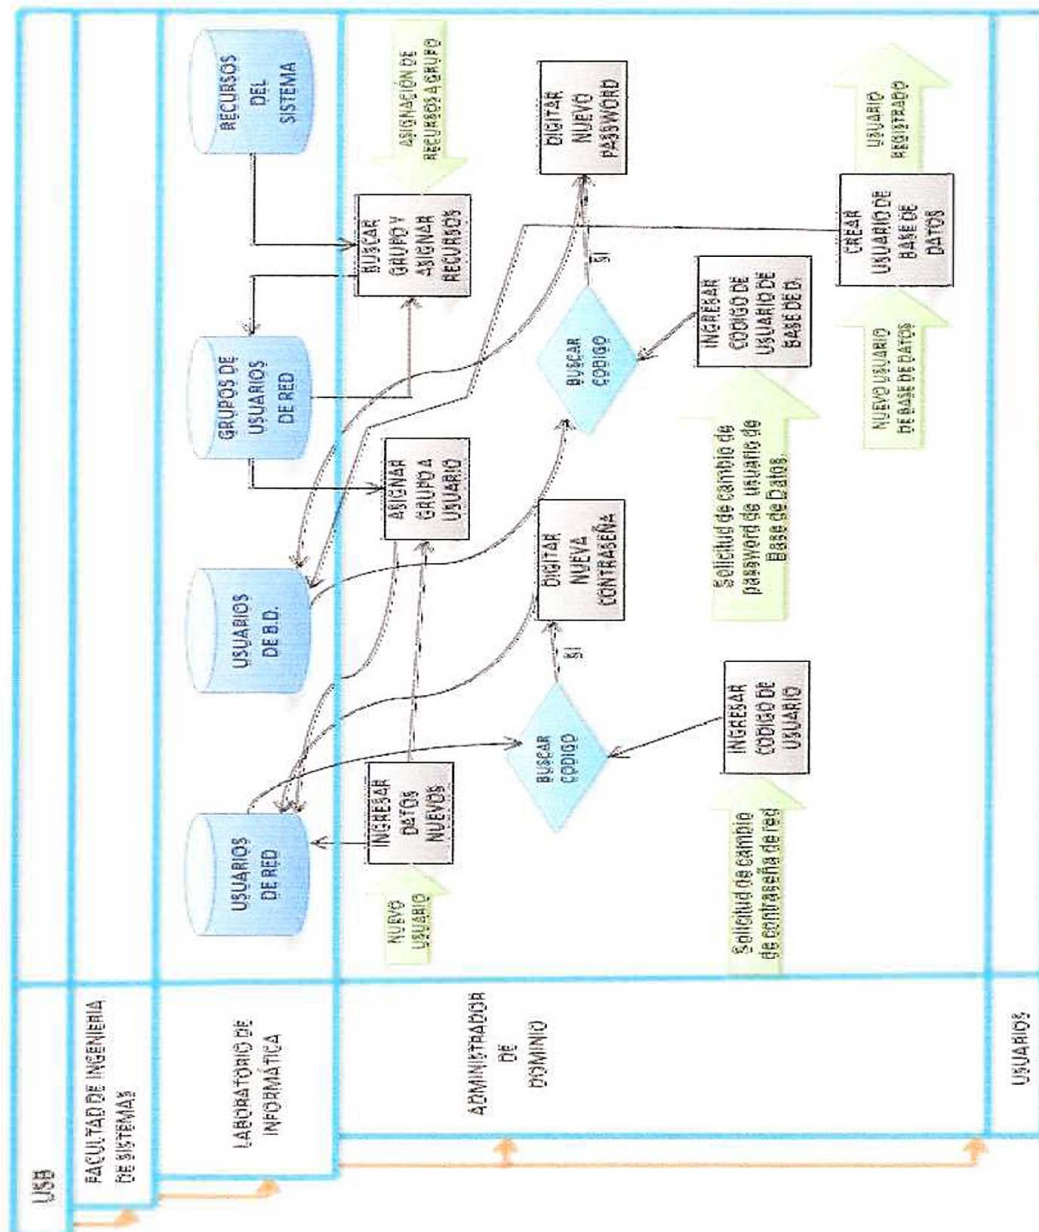 USB
FACULTAD DE INGENIERIA
DE SISTEMAS
LABORATORIO DE
INFORMÁTICA
USUARIOS
DE RED
USUARIOS
DE B.D.
GRUPOS DE
USUARIOS
DE RED
RECURSOS
DEL
SISTEMA
ADMINISTRADOR
DE
DOMINIO
NUEVO
USUARIO
INGRESAR
DATOS
NUEVOS
ASIGNAR
GRUPO A
USUARIO
BUSCAR
GRUPO Y
ASIGNAR
RECURSOS
ASIGNACIÓN DE
RECURSOS A GRUPO
BUSCAR
CODIGO
SI
DIGITAR
NUEVA
CONTRASEÑA
BUSCAR
CODIGO
SI
DIGITAR
NUEVO
PASSWORD
Solicitud de cambio
de contraseña de red
INGRESAR
CODIGO DE
USUARIO
Solicitud de cambio de
password de usuario de
Base de Datos.
INGRESAR
CODIGO DE
USUARIO DE
BASE DE D.
NUEVO USUARIO
DE BASE DE DATOS
CREAR
USUARIO DE
BASE DE
DATOS
USUARIO
REGISTRADO
USUARIOS